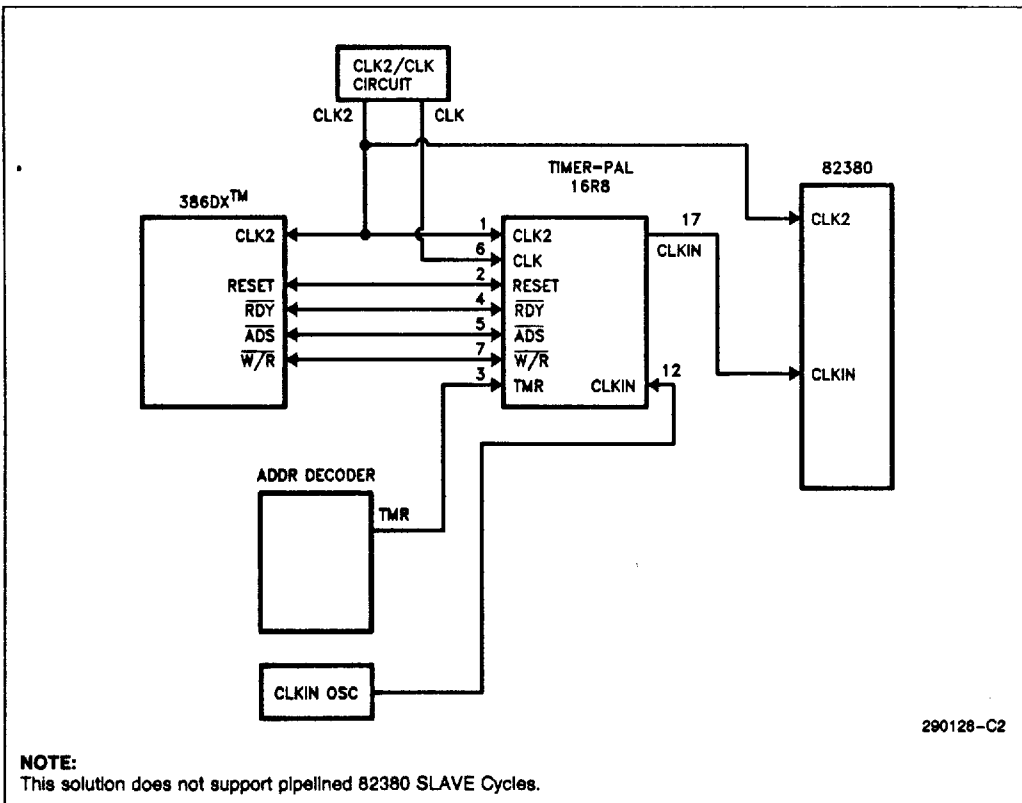 CLK2/CLK
CIRCUIT
CLK2
CLK
TIMER-PAL
16R8
82380
386DX™
CLK2
1
CLK2
17
CLKIN
CLK2
6
CLK
RESET
2
RESET
RDY
4
RDY
ADS
5
ADS
W/R
7
W/R
3
TMR
CLKIN
12
CLKIN
ADDR DECODER
TMR
CLKIN OSC
290128-C2
NOTE:
This solution does not support pipelined 82380 SLAVE Cycles.